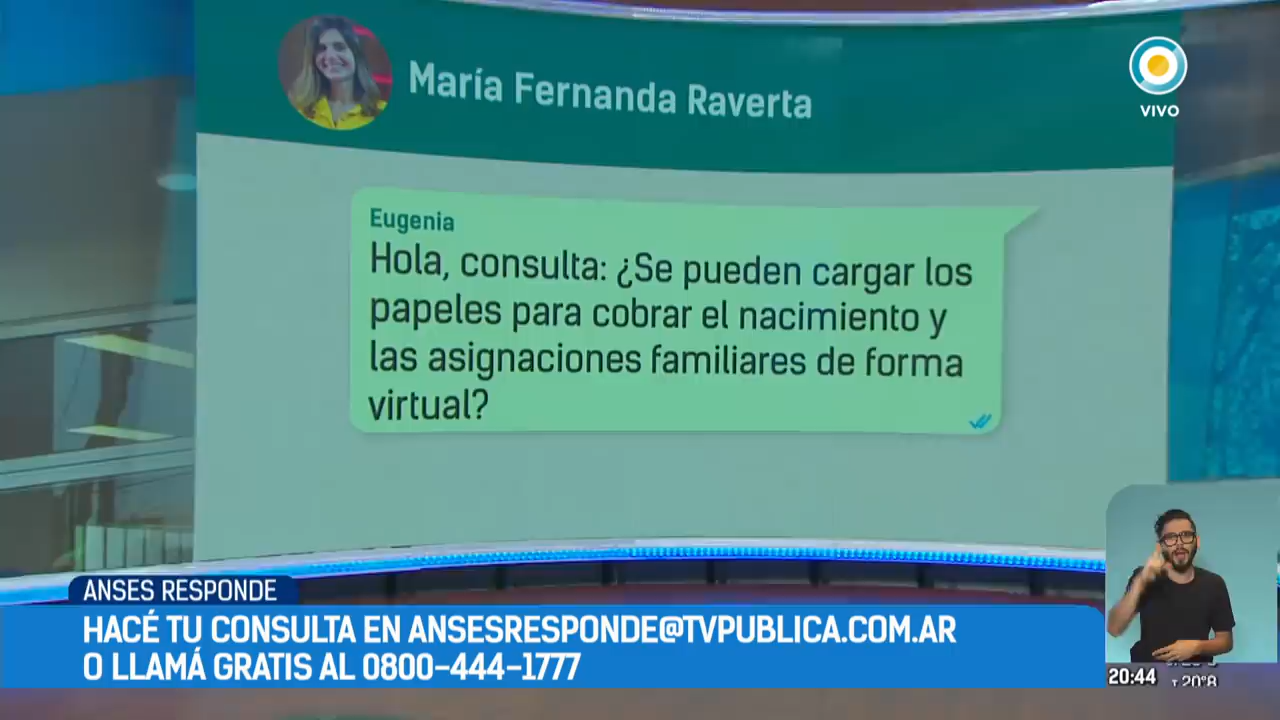 María Fernanda Raverta
VIVO
Eugenia
Hola, consulta: ¿Se pueden cargar los
papeles para cobrar el nacimiento y
las asignaciones familiares de forma
virtual?
ANSES RESPONDE
HACÉ TU CONSULTA EN ANSESRESPONDE@TVPUBLICA.COM.AR
O LLAMÁ GRATIS AL 0800-444-1777
20:44
T 20°8